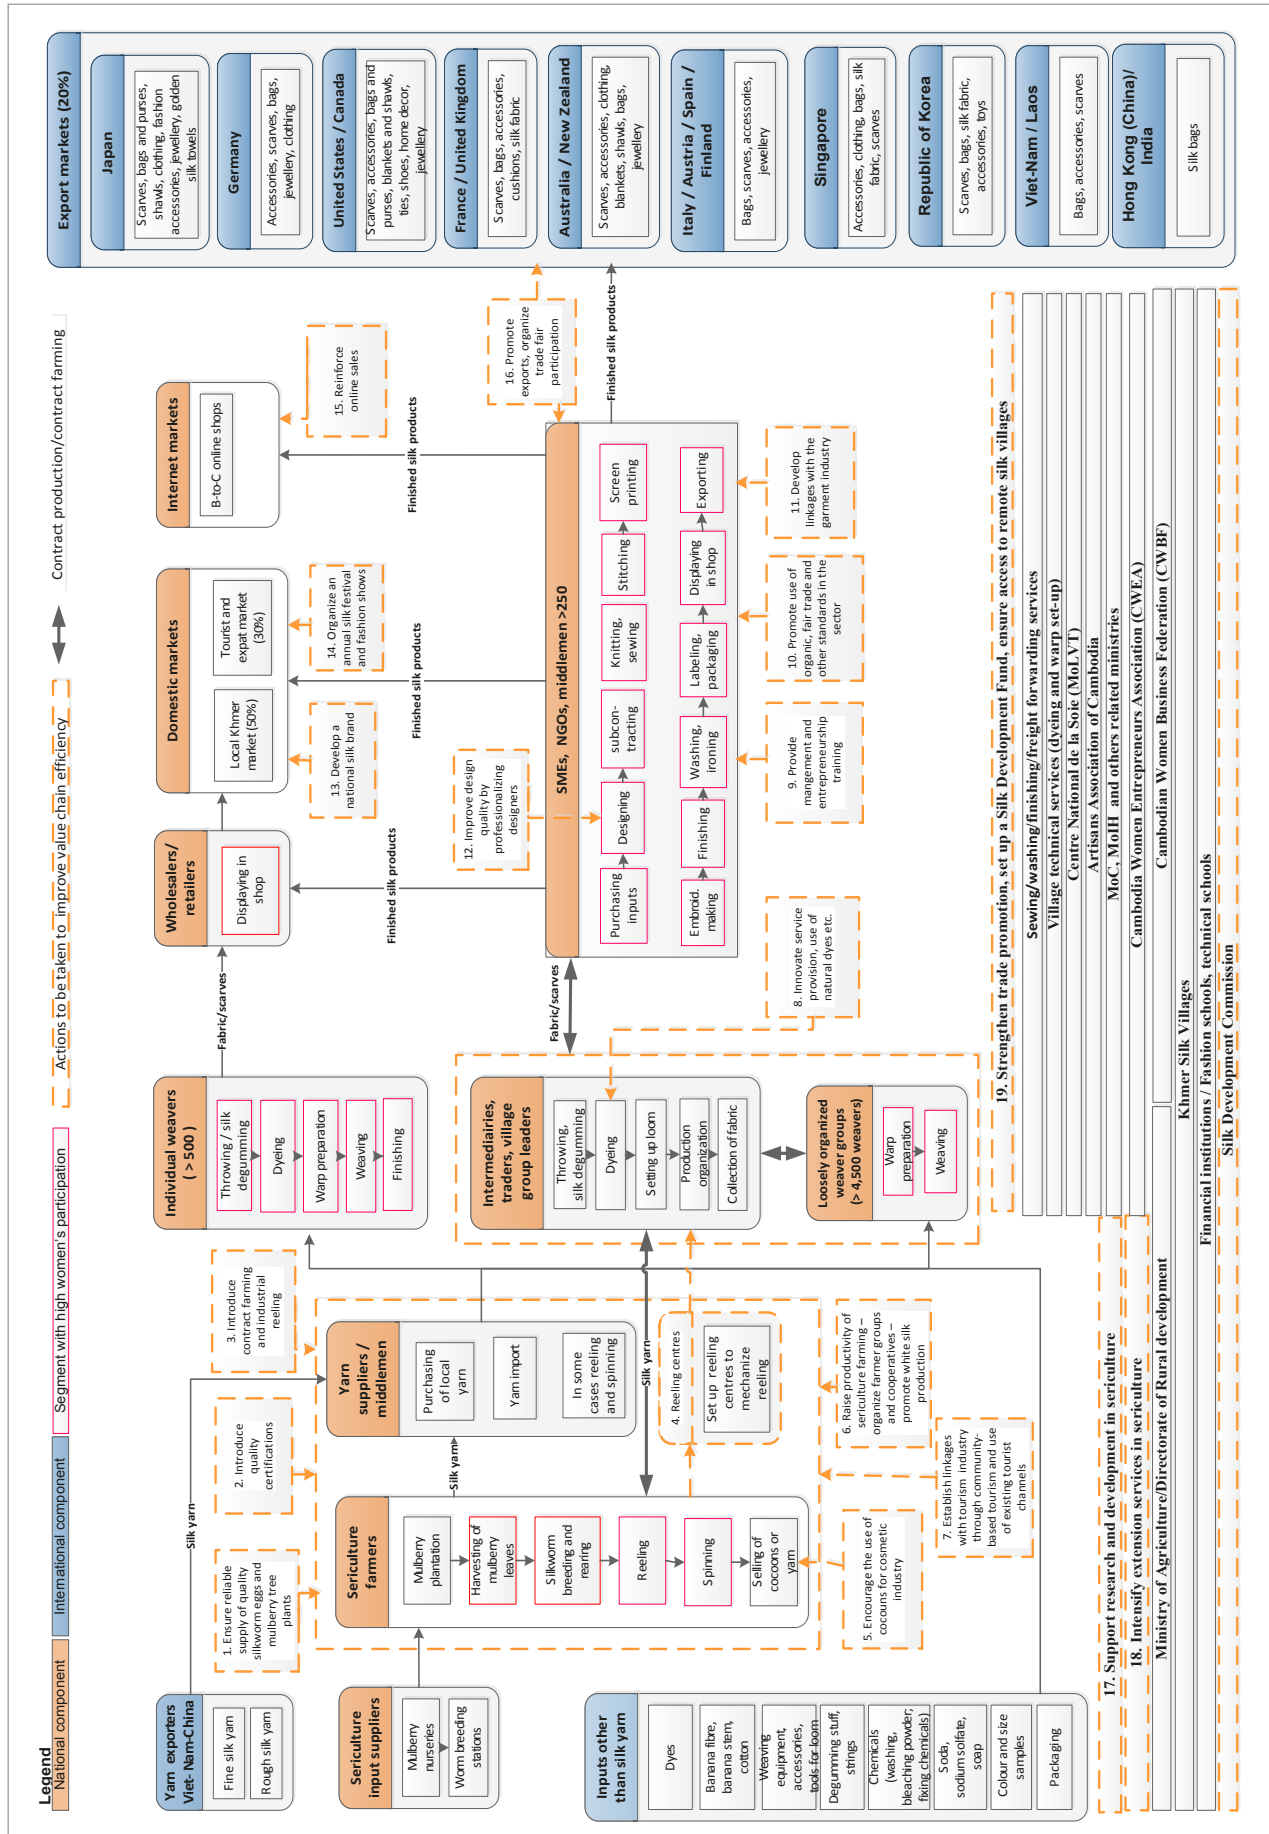 Legend
National component
International component
Segment with high women's participation
Actions to be taken to improve value chain efficiency
Contract production/contract farming
Yarn exporters
Viet- Nam-China
Fine silk yarn
Rough silk yarn
Silk yarn
Sericulture
input suppliers
Mulberry
nurseries
Worm breeding
stations
Inputs other
than silk yarn
Dyes
Banana fibre,
banana stem,
cotton
Weaving
equipment,
accessories,
tools for loom
Degumming stuff,
strings
Chemicals
(washing,
bleaching powder;
fixing chemicals)
Soda,
sodium solfate,
soap
Colour and size
samples
Packaging
1. Ensure reliable
supply of quality
silkworm eggs and
mulberry tree
plants
2. Introduce
quality
certifications
3. Introduce
contract farming
and industrial
reeling
Sericulture
farmers
Mulberry
plantation
Harvesting of
mulberry
leaves
Silkworm
breeding and
rearing
Reeling
Spinning
Selling of
cocoons or
yarn
Silk yarn
Yarn
suppliers /
middlemen
Purchasing
of local
yarn
Yarn import
In some
cases reeling
and spinning
Silk yarn
4. Reeling centres
Set up reeling
centres to
mechanize
reeling
5. Encourage the use of
cocouns for cosmetic
industry
6. Raise productivity of
sericulture farming –
organize farmer groups
and cooperatives –
promote white silk
production
7. Establish linkages
with tourism industry
through community-
based tourism and use
of existing tourist
channels
Individual weavers
( > 500 )
Throwing / silk
degumming
Dyeing
Warp preparation
Weaving
Finishing
Fabric/scarves
Intermediairies,
traders, village
group leaders
Throwing,
silk degumming
Dyeing
Setting up loom
Production
organization
Collection of fabric
Loosely organized
weaver groups
(> 4,500 weavers)
Warp
preparation
Weaving
Fabric/scarves
8. Innovate service
provision, use of
natural dyes etc.
Wholesalers/
retailers
Displaying in
shop
Finished silk products
Domestic markets
Local Khmer
market (50%)
Tourist and
expat market
(30%)
13. Develop a
national silk brand
14. Organize an
annual silk festival
and fashion shows
Finished silk products
Internet markets
B-to-C online shops
15. Reinforce
online sales
Finished silk products
12. Improve design
quality by
professionalizing
designers
SMEs, NGOs, middlemen >250
Purchasing
inputs
Designing
subcon-
tracting
Knitting,
sewing
Stitching
Screen
printing
Embroid.
making
Finishing
Washing,
ironing
Labeling,
packaging
Displaying
in shop
Exporting
9. Provide
mangement and
entrepreneurship
training
10. Promote use of
organic, fair trade and
other standards in the
sector
11. Develop
linkages with the
garment industry
16. Promote
exports, organize
trade fair
participation
Finished silk products
Export markets (20%)
Japan
Scarves, bags and purses,
shawls, clothing, fashion
accessories, jewellery, golden
silk towels
Germany
Accessories, scarves, bags,
jewellery, clothing
United States / Canada
Scarves, accessories, bags and
purses, blankets and shawls,
ties, shoes, home decor,
jewellery
France / United Kingdom
Scarves, bags, accessories,
cushions, silk fabric
Australia / New Zealand
Scarves, accessories, clothing,
blankets, shawls, bags,
jewellery
Italy / Austria / Spain /
Finland
Bags, scarves, accessories,
jewellery
Singapore
Accessories, clothing, bags, silk
fabric, scarves
Republic of Korea
Scarves, bags, silk fabric,
accessories, toys
Viet-Nam / Laos
Bags, accessories, scarves
Hong Kong (China)/
India
Silk bags
17. Support research and development in sericulture
18. Intensify extension services in sericulture
19. Strengthen trade promotion, set up a Silk Development Fund, ensure access to remote silk villages
Sewing/washing/finishing/freight forwarding services
Village technical services (dyeing and warp set-up)
Centre National de la Soie (MoLVT)
Artisans Association of Cambodia
MoC, MoIH and others related ministries
Cambodia Women Entrepreneurs Association (CWEA)
Ministry of Agriculture/Directorate of Rural development
Cambodian Women Business Federation (CWBF)
Khmer Silk Villages
Financial institutions / Fashion schools, technical schools
Silk Development Commission